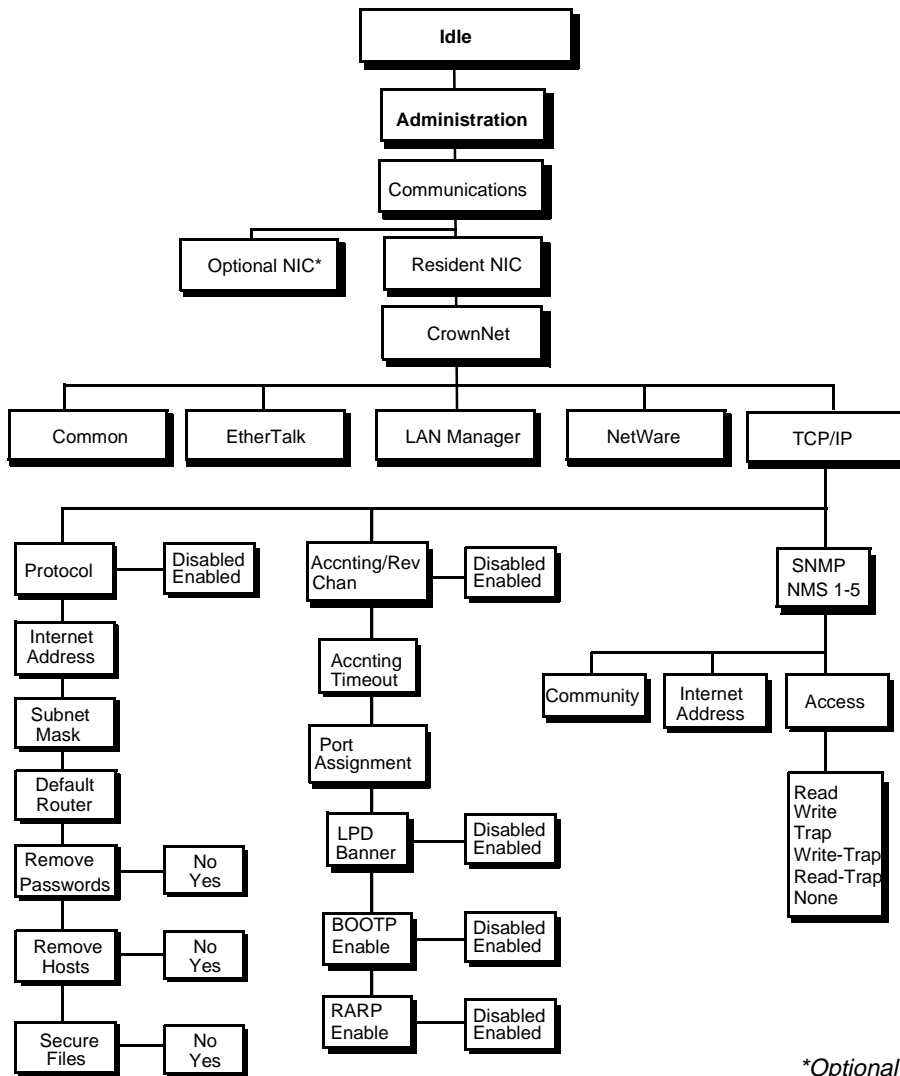 Idle
Administration
Communications
Optional NIC*
Resident NIC
CrownNet
Common
EtherTalk
LAN Manager
NetWare
TCP/IP
Protocol
Disabled
Enabled
Internet
Address
Subnet
Mask
Default
Router
Remove
Passwords
No
Yes
Remove
Hosts
No
Yes
Secure
Files
No
Yes
Accnting/Rev
Chan
Disabled
Enabled
Accnting
Timeout
Port
Assignment
LPD
Banner
Disabled
Enabled
BOOTP
Enable
Disabled
Enabled
RARP
Enable
Disabled
Enabled
SNMP
NMS 1-5
Community
Internet
Address
Access
Read
Write
Trap
Write-Trap
Read-Trap
None
*Optional